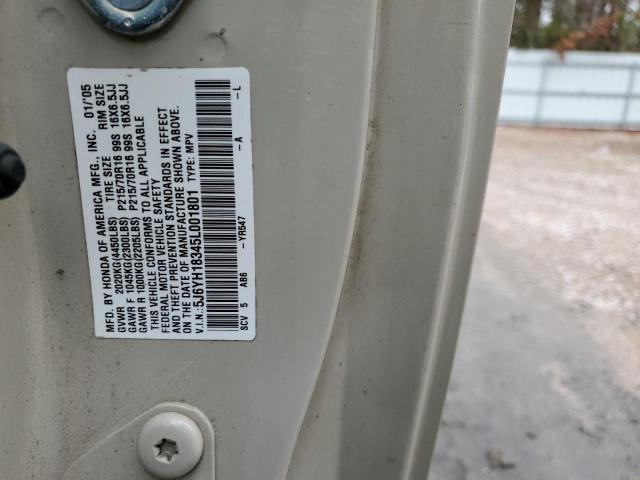 MFD. BY HONDA OF AMERICA MFG., INC. 01/05
TIRE SIZE RIM SIZE
GVWR 2020KG(4450LBS)
GAWR F 1045KG(2300LBS) P215/70R16 99S 16X6.5JJ
GAWR R 1000KG(2205LBS) P215/70R16 99S 16X6.5JJ
THIS VEHICLE CONFORMS TO ALL APPLICABLE
FEDERAL MOTOR VEHICLE SAFETY
AND THEFT PREVENTION STANDARDS IN EFFECT
ON THE DATE OF MANUFACTURE SHOWN ABOVE.
V.I.N.: 5J6YH18345L001801 TYPE: MPV
SCV 5 AB6 -YR547 -A -L